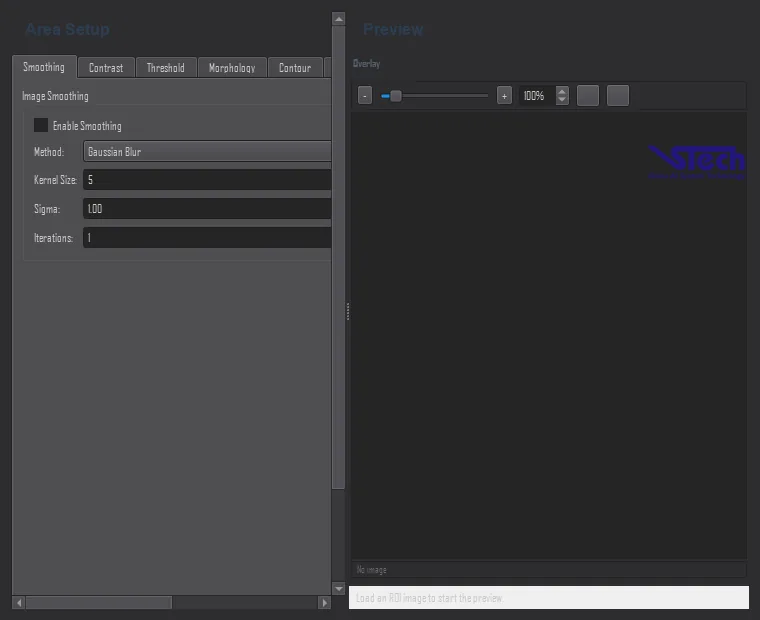 Area Setup
Smoothing Contrast Threshold Morphology Contour
Image Smoothing
Enable Smoothing
Method: Gaussian Blur
Kernel Size: 5
Sigma: 1.00
Iterations: 1
Preview
Overlay
- + 100%
STech
No image
Load an ROI image to start the preview